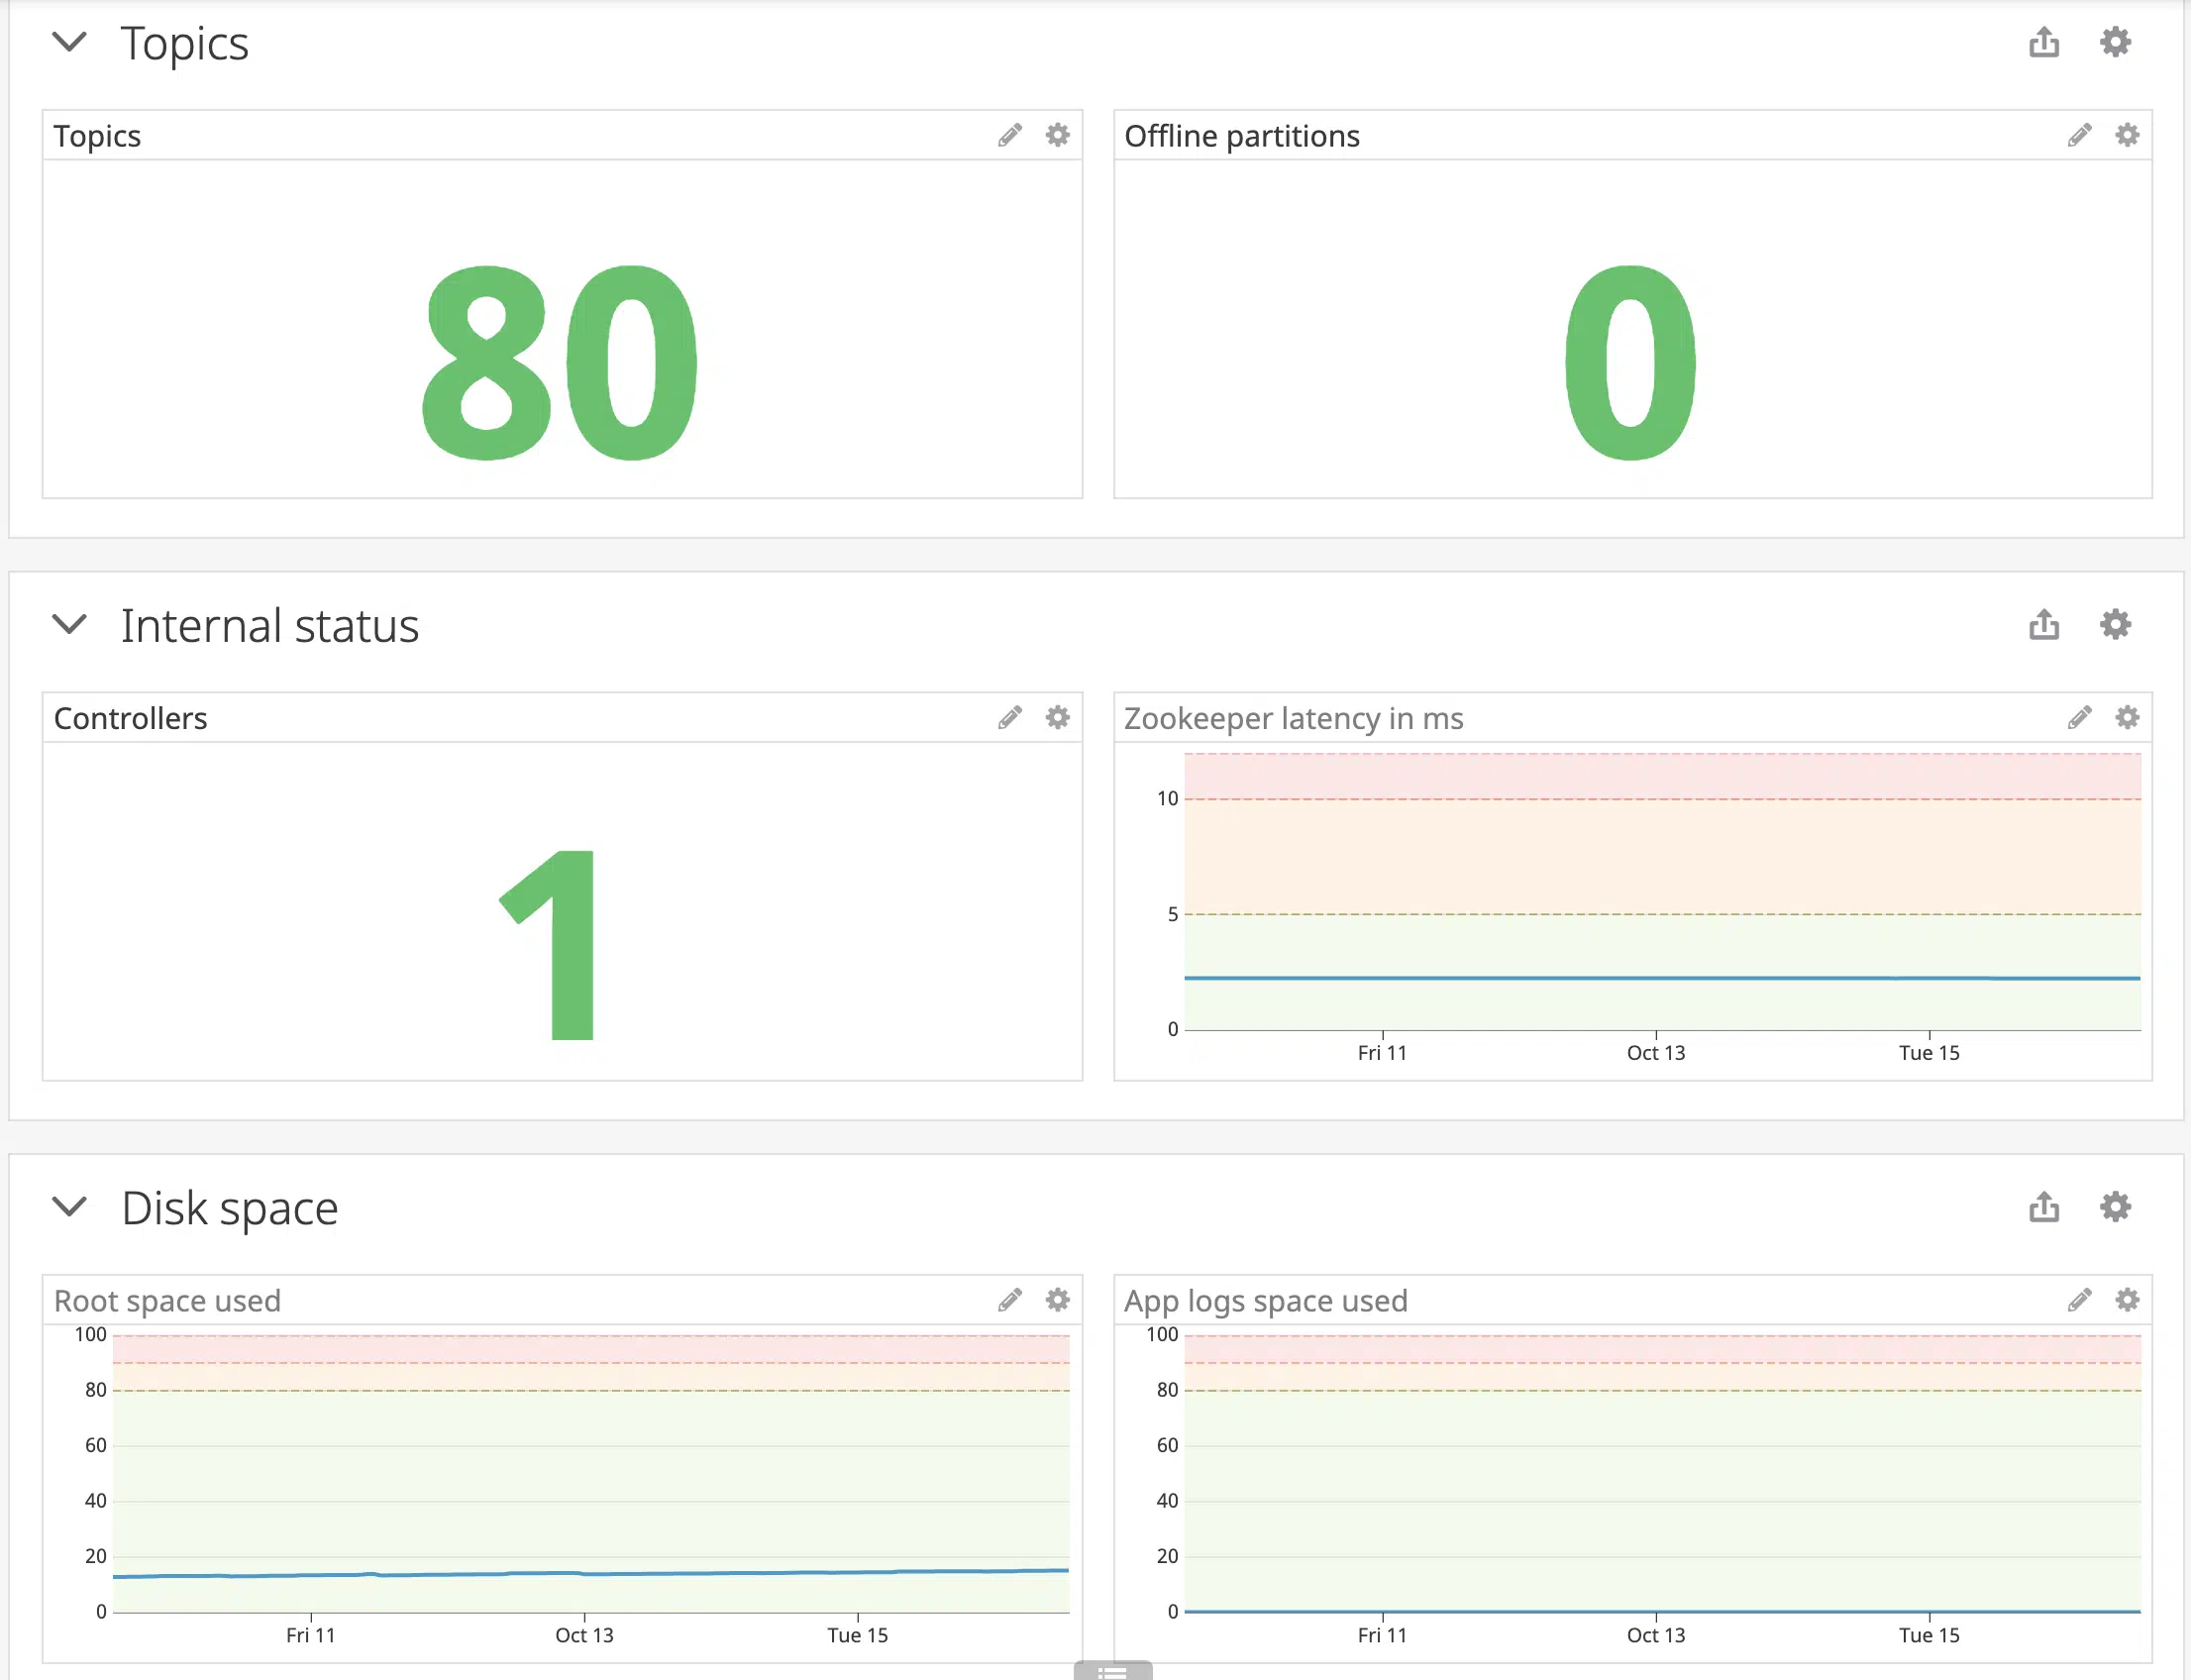 Topics
Topics
Offline partitions
80
0
Internal status
Controllers
Zookeeper latency in ms
1
10
5
0
Fri 11
Oct 13
Tue 15
Disk space
Root space used
App logs space used
100
80
60
40
20
0
Fri 11
Oct 13
Tue 15
100
80
60
40
20
0
Fri 11
Oct 13
Tue 15